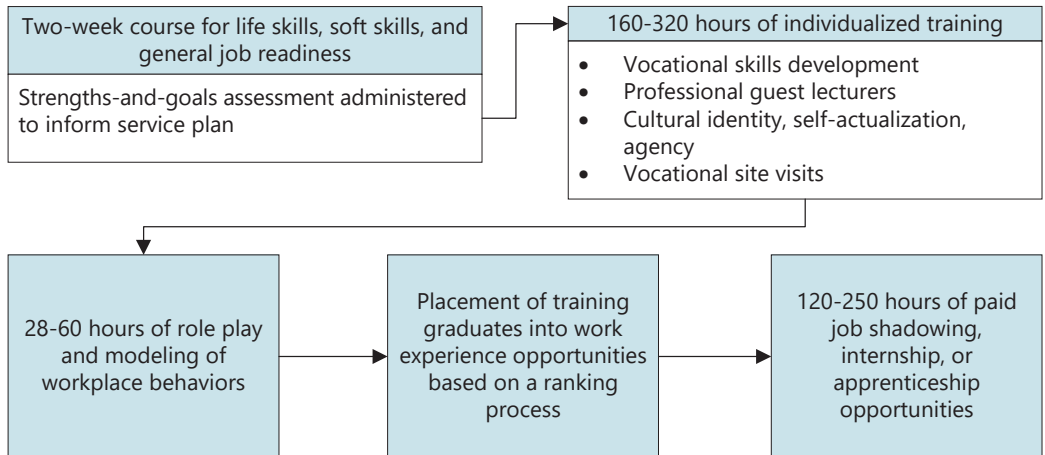 Two-week course for life skills, soft skills, and
general job readiness
Strengths-and-goals assessment administered
to inform service plan
160-320 hours of individualized training
• Vocational skills development
• Professional guest lecturers
• Cultural identity, self-actualization,
agency
• Vocational site visits
28-60 hours of role play
and modeling of
workplace behaviors
Placement of training
graduates into work
experience opportunities
based on a ranking
process
120-250 hours of paid
job shadowing,
internship, or
apprenticeship
opportunities